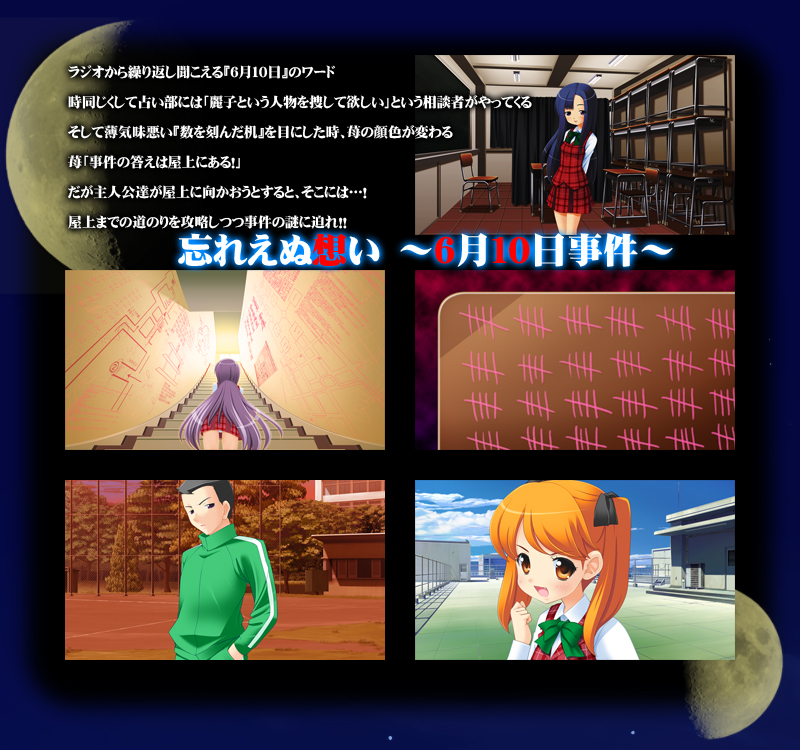 ラジオから繰り返し聞こえる『6月10日』のワード
時同じくして占い部には「麗子という人物を捜して欲しい」という相談者がやってくる
そして薄気味悪い『数を刻んだ机』を目にした時、苺の顔色が変わる
苺「事件の答えは屋上にある!」
だが主人公達が屋上に向かおうとすると、そこには…!
屋上までの道のりを攻略しつつ事件の謎に迫れ!!
忘れえぬ想い ～6月10日事件～